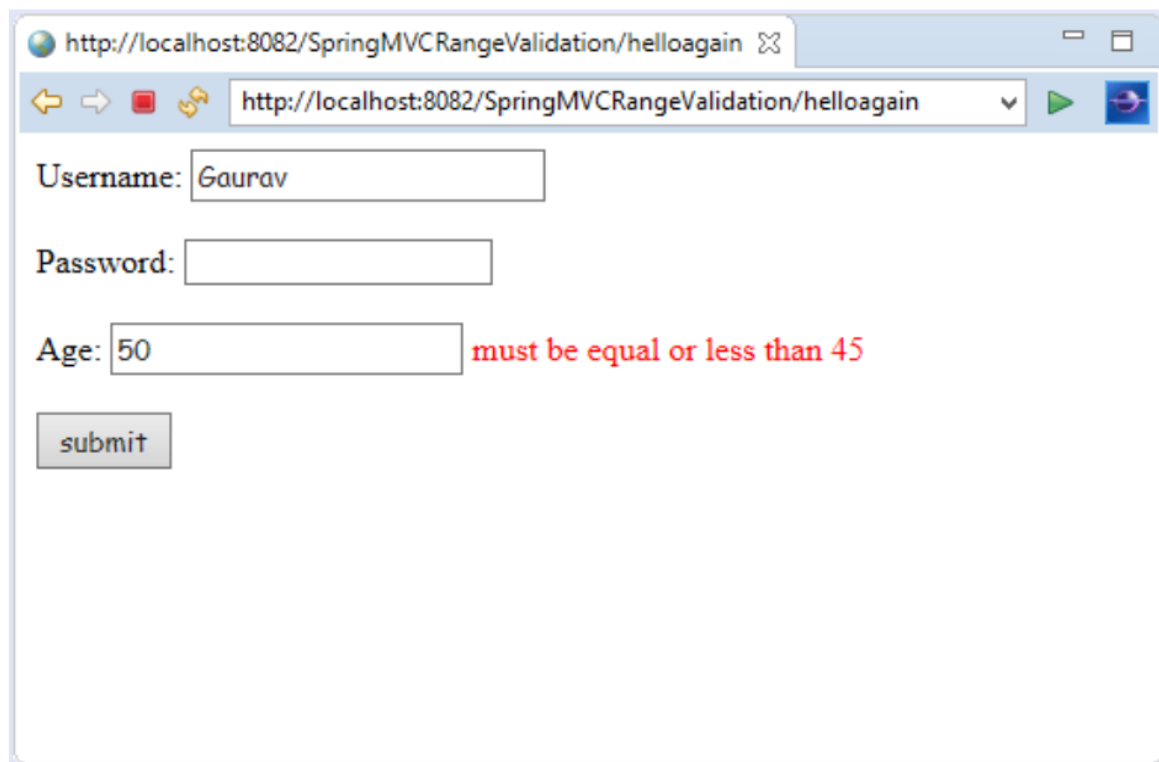 http://localhost:8082/SpringMVCRangeValidation/helloagain
http://localhost:8082/SpringMVCRangeValidation/helloagain
Username: Gaurav
Password:
Age: 50 must be equal or less than 45
submit